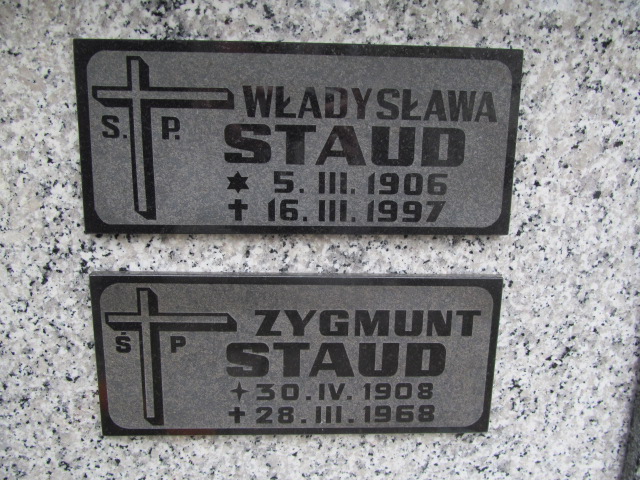 WŁADYSŁAWA
Ś. P.
STAUD
✶ 5. III. 1906
✝ 16. III. 1997
ZYGMUNT
Ś P
STAUD
✶ 30. IV. 1908
✝ 28. III. 1968